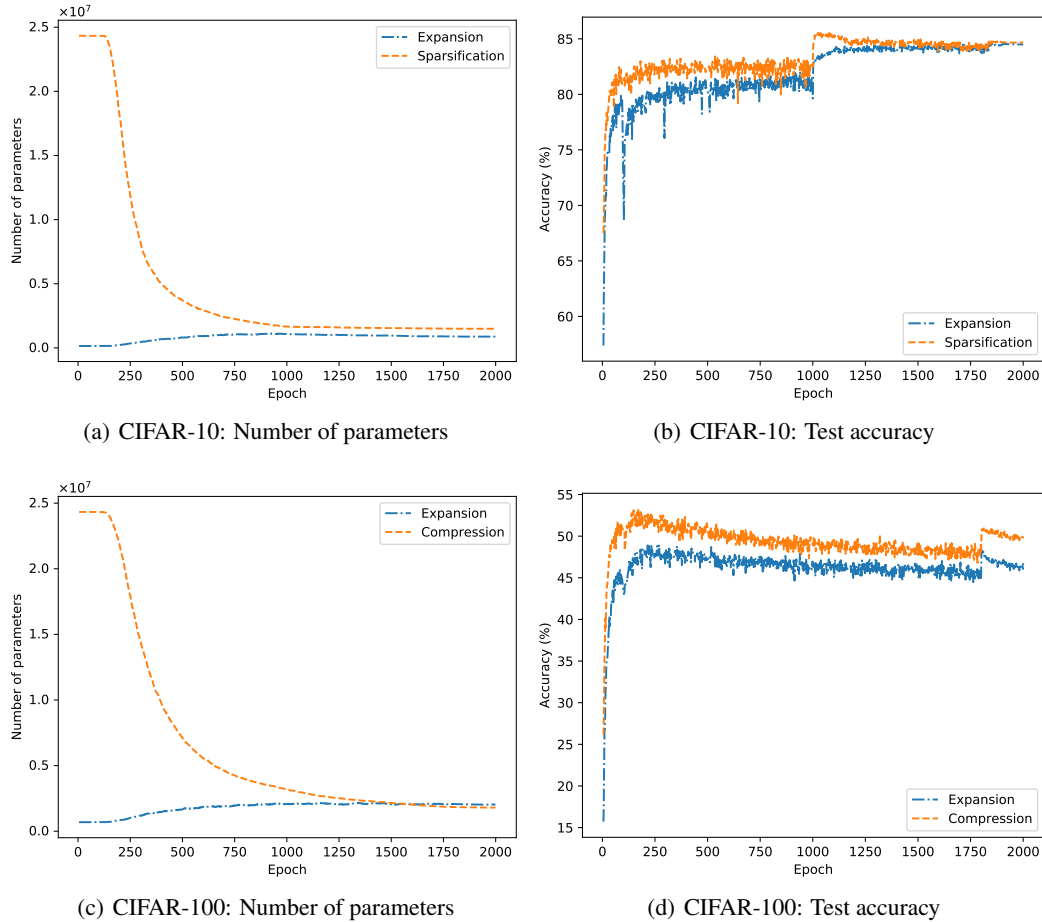 ×10⁷
2.5
2.0
1.5
1.0
0.5
0.0
Number of parameters
Expansion
Sparsification
0 250 500 750 1000 1250 1500 1750 2000
Epoch
(a) CIFAR-10: Number of parameters
85
80
75
70
65
60
Accuracy (%)
Expansion
Sparsification
0 250 500 750 1000 1250 1500 1750 2000
Epoch
(b) CIFAR-10: Test accuracy
×10⁷
2.5
2.0
1.5
1.0
0.5
0.0
Number of parameters
Expansion
Compression
0 250 500 750 1000 1250 1500 1750 2000
Epoch
(c) CIFAR-100: Number of parameters
55
50
45
40
35
30
25
20
15
Accuracy (%)
Expansion
Compression
0 250 500 750 1000 1250 1500 1750 2000
Epoch
(d) CIFAR-100: Test accuracy